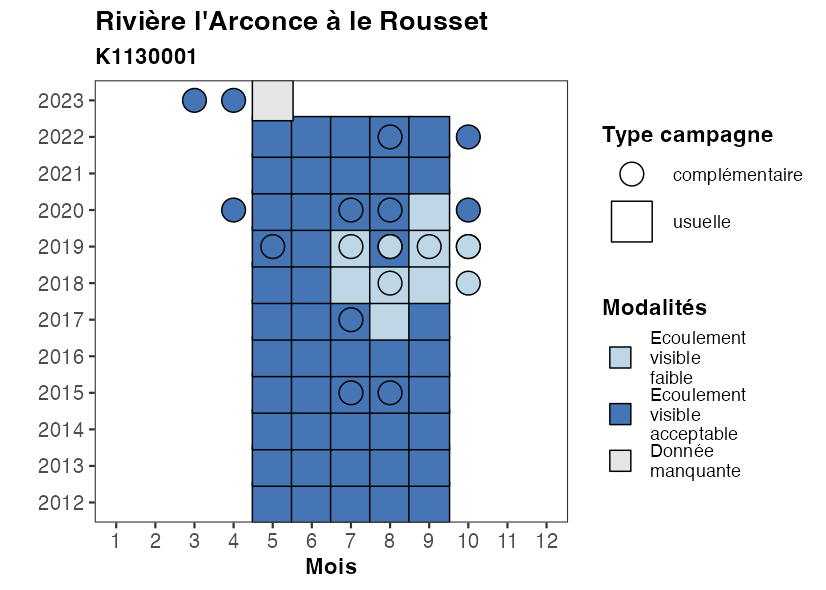 Rivière l'Arconce à le Rousset
K1130001
2023
2022
2021
2020
2019
2018
2017
2016
2015
2014
2013
2012
1 2 3 4 5 6 7 8 9 10 11 12
Mois
Type campagne
complémentaire
usuelle
Modalités
Ecoulement
visible
faible
Ecoulement
visible
acceptable
Donnée
manquante